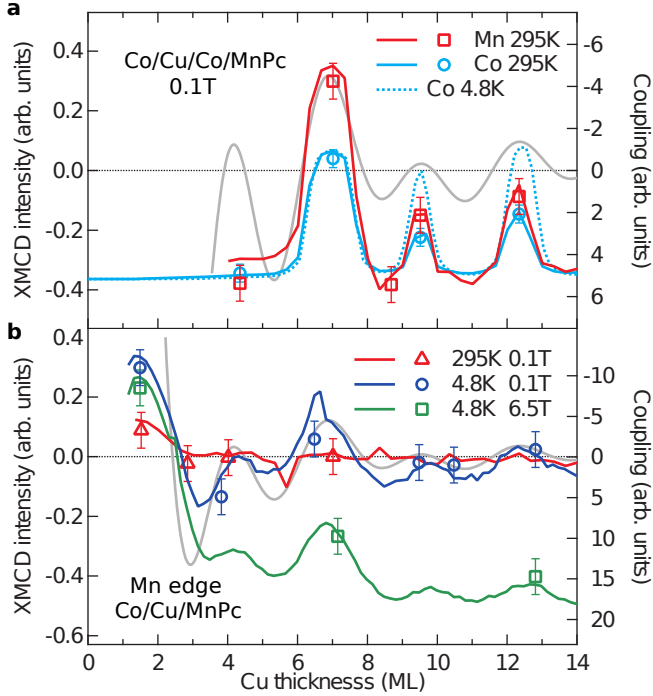 a
XMCD intensity (arb. units)
0.4
0.2
0.0
-0.2
-0.4
Co/Cu/Co/MnPc
0.1T
Mn 295K
Co 295K
Co 4.8K
-6
-4
-2
0
2
4
6
Coupling (arb. units)
b
XMCD intensity (arb. units)
0.4
0.2
0.0
-0.2
-0.4
-0.6
295K 0.1T
4.8K 0.1T
4.8K 6.5T
Mn edge
Co/Cu/MnPc
-10
-5
0
5
10
15
20
Coupling (arb. units)
0 2 4 6 8 10 12 14
Cu thicknesss (ML)